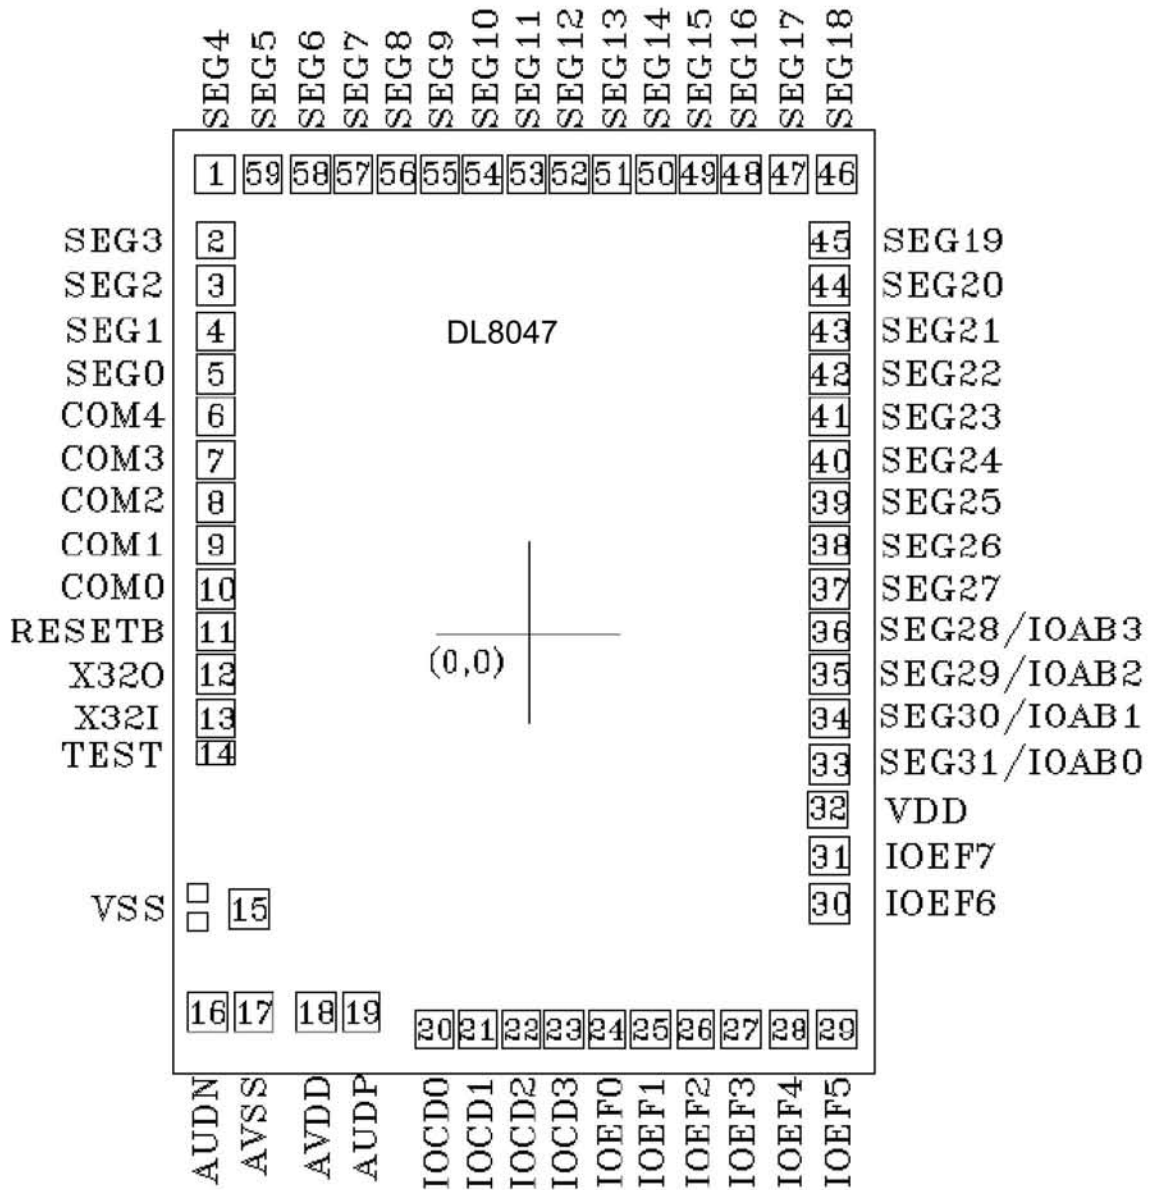 SEG4 SEG5 SEG6 SEG7 SEG8 SEG9 SEG10 SEG11 SEG12 SEG13 SEG14 SEG15 SEG16 SEG17 SEG18
1 59 58 57 56 55 54 53 52 51 50 49 48 47 46
SEG3 2 45 SEG19
SEG2 3 44 SEG20
SEG1 4 DL8047 43 SEG21
SEG0 5 42 SEG22
COM4 6 41 SEG23
COM3 7 40 SEG24
COM2 8 39 SEG25
COM1 9 38 SEG26
COM0 10 37 SEG27
RESETB 11 36 SEG28/IOAB3
X32O 12 (0,0) 35 SEG29/IOAB2
X32I 13 34 SEG30/IOAB1
TEST 14 33 SEG31/IOAB0
32 VDD
31 IOEF7
VSS 15 30 IOEF6
16 17 18 19 20 21 22 23 24 25 26 27 28 29
AUDN AVSS AVDD AUDP IOCD0 IOCD1 IOCD2 IOCD3 IOEF0 IOEF1 IOEF2 IOEF3 IOEF4 IOEF5